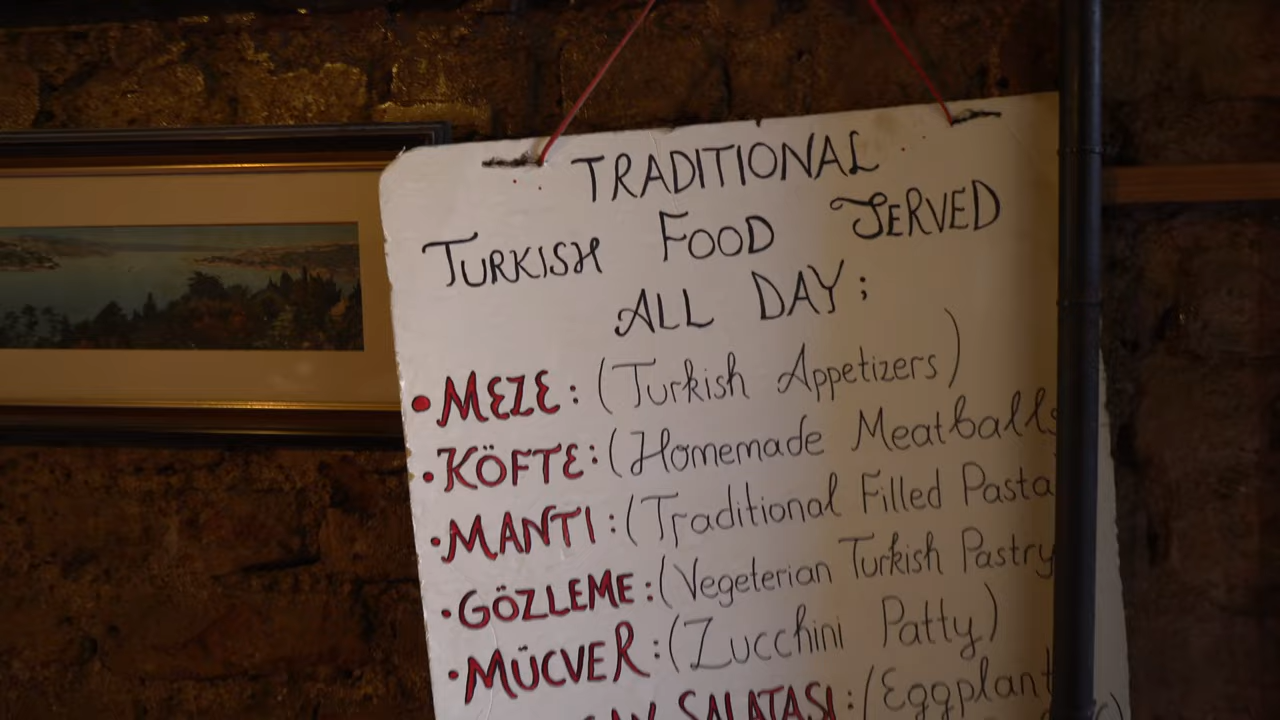 TRADITIONAL
TURKISH FOOD SERVED
ALL DAY;
• MEZE: (Turkish Appetizers)
• KÖFTE: (Homemade Meatballs
• MANTI: (Traditional Filled Pasta
• GÖZLEME: (Vegeterian Turkish Pastry
• MÜCVER: (Zucchini Patty)
SALATASI: (Eggplant